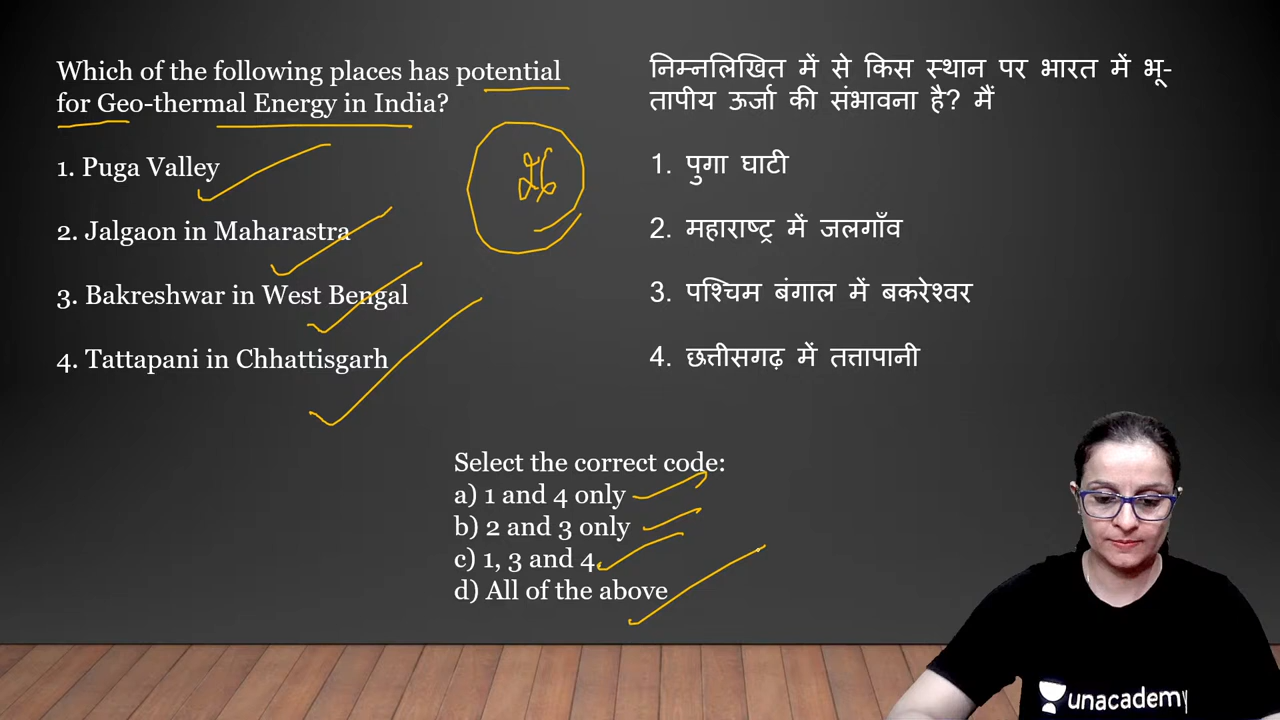 Which of the following places has potential
for Geo-thermal Energy in India?
1. Puga Valley
2. Jalgaon in Maharastra
3. Bakreshwar in West Bengal
4. Tattapani in Chhattisgarh
निम्नलिखित में से किस स्थान पर भारत में भू-
तापीय ऊर्जा की संभावना है? मैं
1. पुगा घाटी
2. महाराष्ट्र में जलगाँव
3. पश्चिम बंगाल में बकरेश्वर
4. छत्तीसगढ़ में तत्तापानी
Select the correct code:
a) 1 and 4 only
b) 2 and 3 only
c) 1, 3 and 4
d) All of the above
unacademy